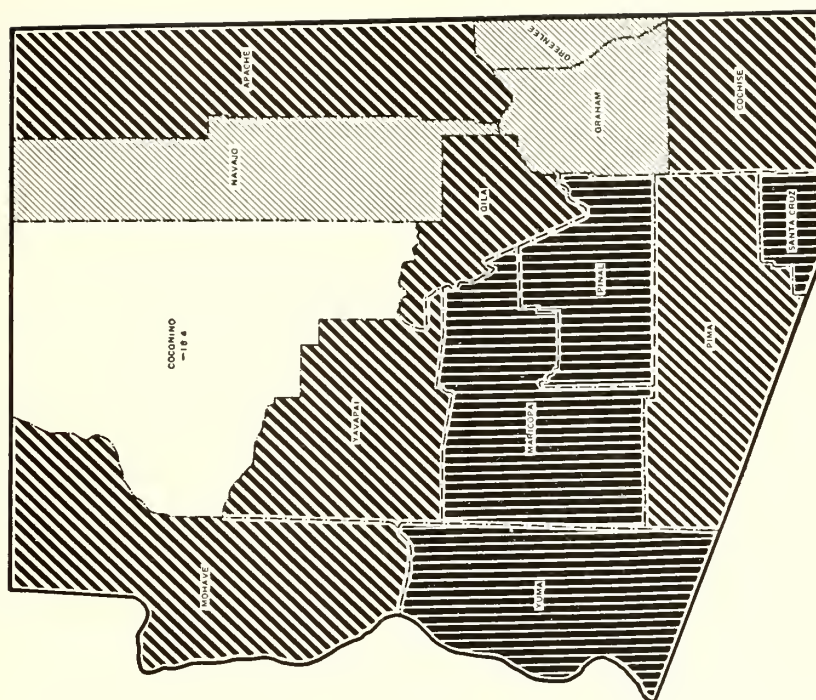 APACHE
NAVAJO
COCONINO
-18.4
MOHAVE
YAVAPAI
GILA
GREENLEE
GRAHAM
MARICOPA
PINAL
YUMA
PIMA
COCHISE
SANTA CRUZ